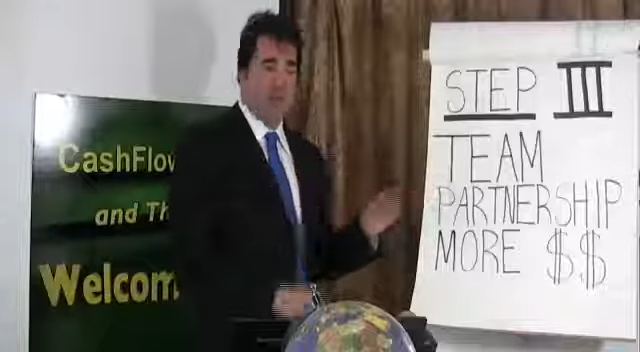 CashFlow
and Th
Welcom
STEP III
TEAM
PARTNERSHIP
MORE $$